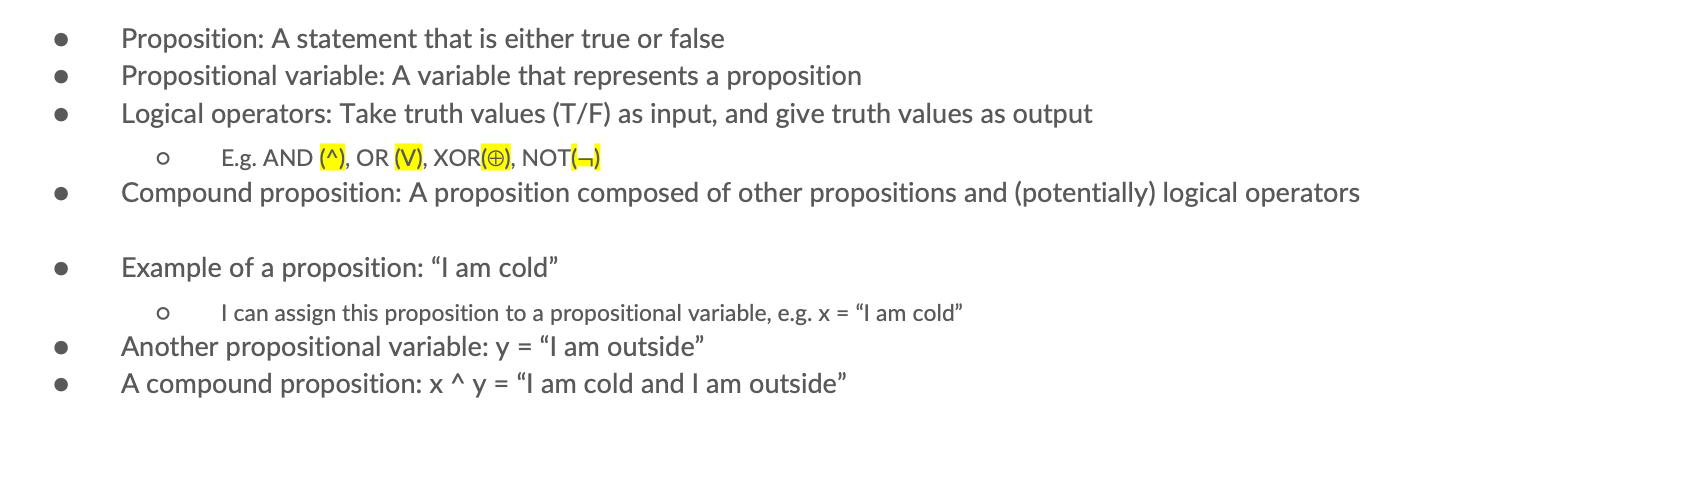 ● Proposition: A statement that is either true or false
● Propositional variable: A variable that represents a proposition
● Logical operators: Take truth values (T/F) as input, and give truth values as output
○ E.g. AND (^), OR (V), XOR(⊕), NOT(¬)
● Compound proposition: A proposition composed of other propositions and (potentially) logical operators
● Example of a proposition: “I am cold”
○ I can assign this proposition to a propositional variable, e.g. x = “I am cold”
● Another propositional variable: y = “I am outside”
● A compound proposition: x ^ y = “I am cold and I am outside”